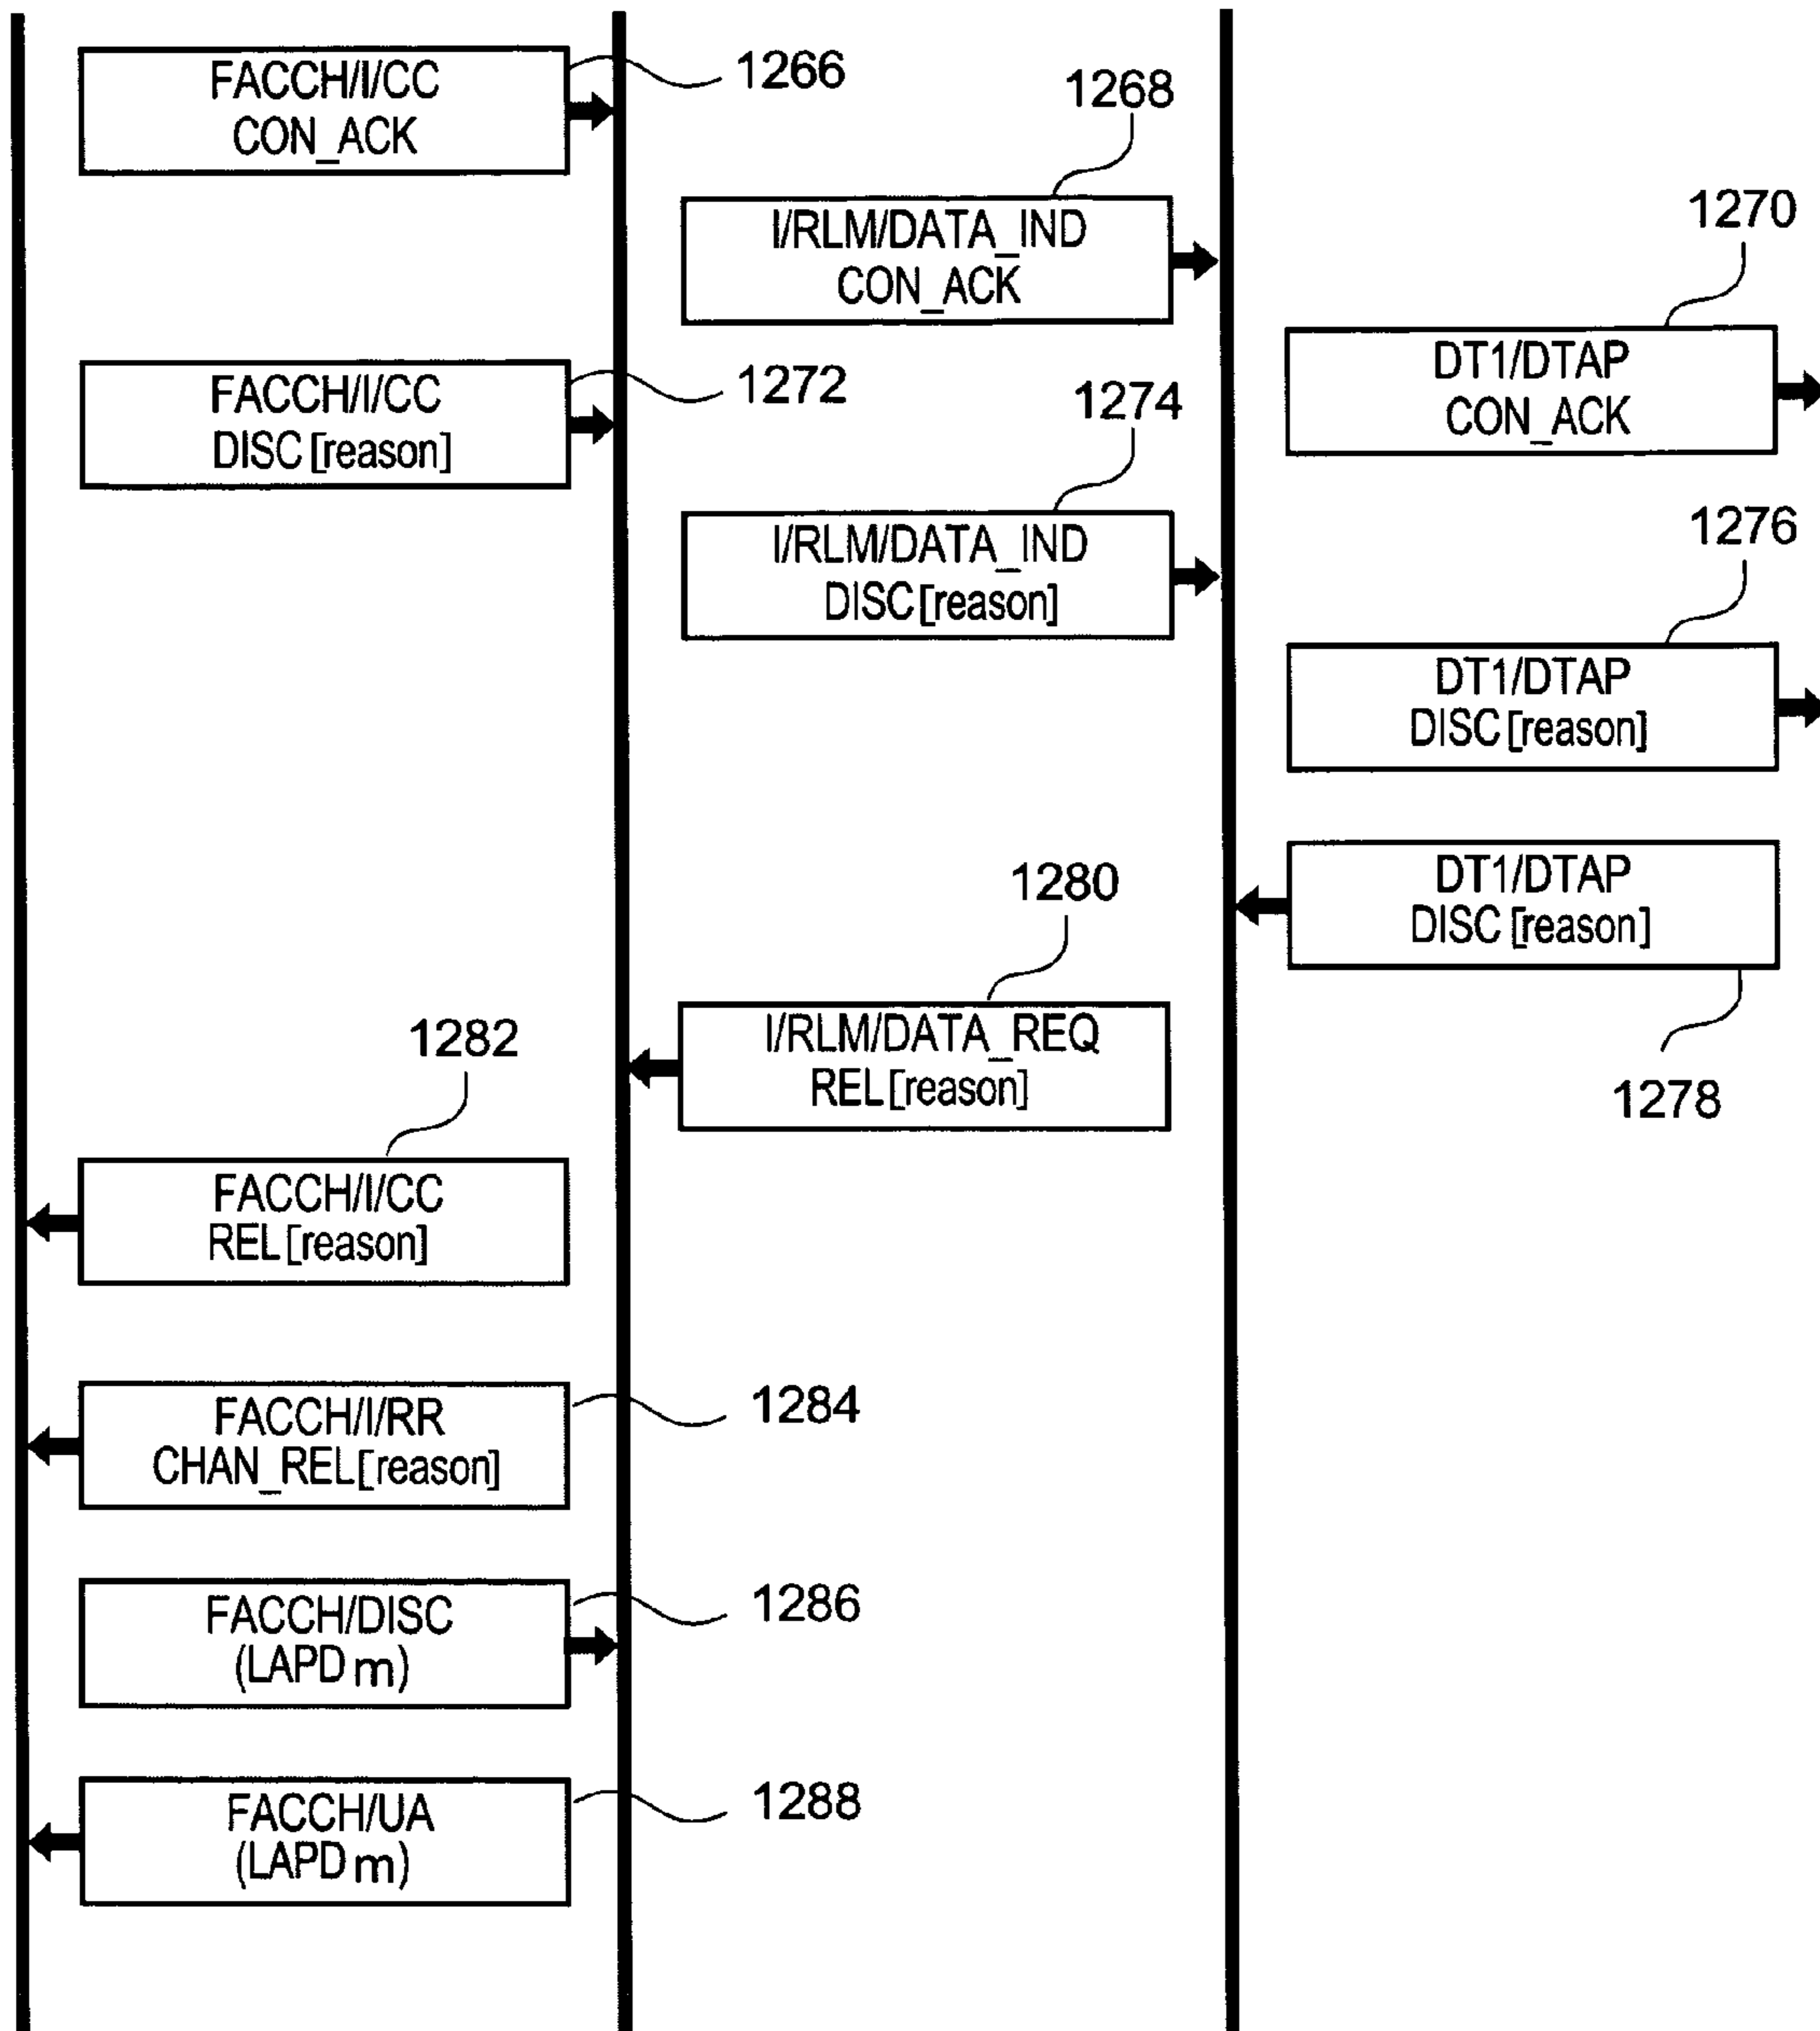 FACCH/I/CC
CON_ACK
1266
1268
I/RLM/DATA_IND
CON_ACK
1270
DT1/DTAP
CON_ACK
FACCH/I/CC
DISC[reason]
1272
1274
I/RLM/DATA_IND
DISC[reason]
1276
DT1/DTAP
DISC[reason]
DT1/DTAP
DISC[reason]
1278
1280
I/RLM/DATA_REQ
REL[reason]
1282
FACCH/I/CC
REL[reason]
FACCH/I/RR
CHAN_REL[reason]
1284
FACCH/DISC
(LAPDm)
1286
FACCH/UA
(LAPDm)
1288